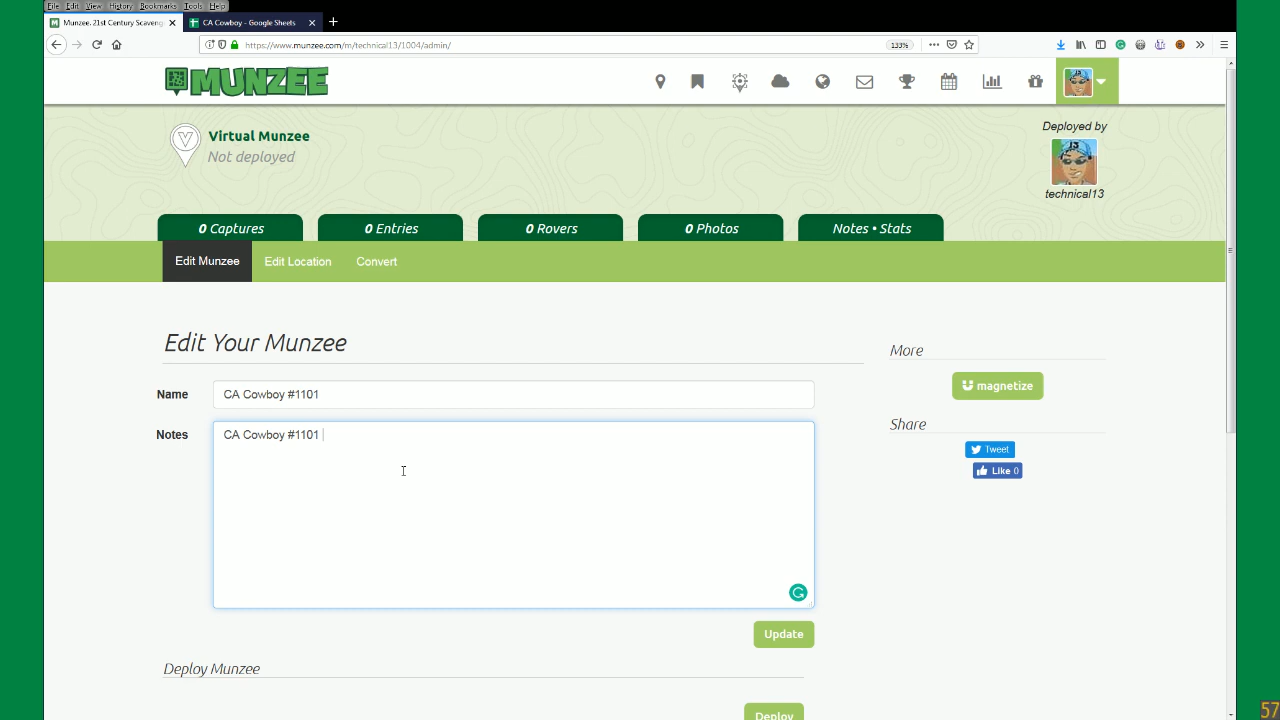 File Edit View History Bookmarks Tools Help
Munzee. 21st Century Scaveng
CA Cowboy - Google Sheets
https://www.munzee.com/m/technical13/1004/admin/
133%
MUNZEE
Virtual Munzee
Not deployed
Deployed by
13
technical13
0 Captures
0 Entries
0 Rovers
0 Photos
Notes • Stats
Edit Munzee
Edit Location
Convert
Edit Your Munzee
Name
CA Cowboy #1101
Notes
CA Cowboy #1101
Update
Deploy Munzee
Deploy
More
magnetize
Share
Tweet
Like 0
57